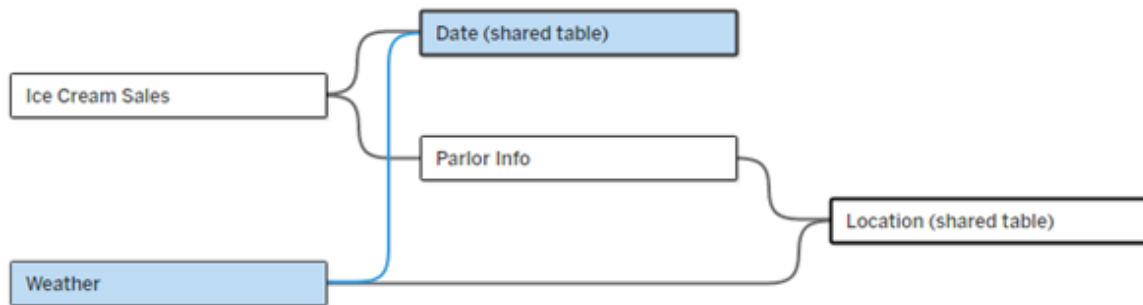 Date (shared table)
Ice Cream Sales
Parlor Info
Location (shared table)
Weather